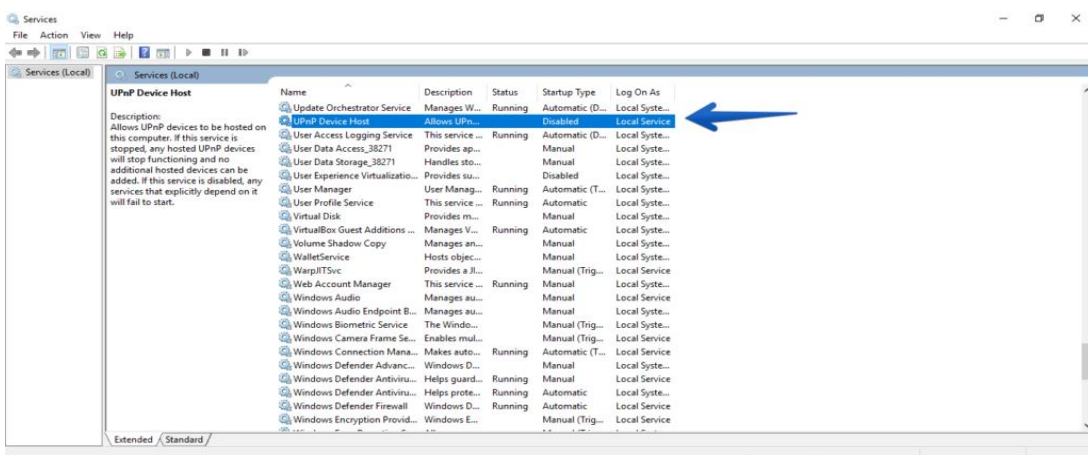 Services
File Action View Help
Services (Local)
Services (Local)
UPnP Device Host
Description:
Allows UPnP devices to be hosted on
this computer. If this service is
stopped, any hosted UPnP devices
will stop functioning and no
additional hosted devices can be
added. If this service is disabled, any
services that explicitly depend on it
will fail to start.
Name Description Status Startup Type Log On As
Update Orchestrator Service Manages W... Running Automatic (D... Local Syste...
UPnP Device Host Allows UPn... Disabled Local Service
User Access Logging Service This service ... Running Automatic (D... Local Syste...
User Data Access_38271 Provides ap... Manual Local Syste...
User Data Storage_38271 Handles sto... Manual Local Syste...
User Experience Virtualizatio... Provides su... Disabled Local Syste...
User Manager User Manag... Running Automatic (T... Local Syste...
User Profile Service This service ... Running Automatic Local Syste...
Virtual Disk Provides m... Manual Local Syste...
VirtualBox Guest Additions ... Manages V... Running Automatic Local Syste...
Volume Shadow Copy Manages an... Manual Local Syste...
WalletService Hosts objec... Manual Local Syste...
WarpJITSvc Provides a JI... Manual (Trig... Local Service
Web Account Manager This service ... Running Manual Local Syste...
Windows Audio Manages au... Manual Local Service
Windows Audio Endpoint B... Manages au... Manual Local Syste...
Windows Biometric Service The Windo... Manual (Trig... Local Syste...
Windows Camera Frame Se... Enables mul... Manual (Trig... Local Service
Windows Connection Mana... Makes auto... Running Automatic (T... Local Service
Windows Defender Advanc... Windows D... Manual Local Syste...
Windows Defender Antiviru... Helps guard... Running Manual Local Service
Windows Defender Antiviru... Helps prote... Running Automatic Local Syste...
Windows Defender Firewall Windows D... Running Automatic Local Service
Windows Encryption Provid... Windows E... Manual (Trig... Local Service
Extended Standard